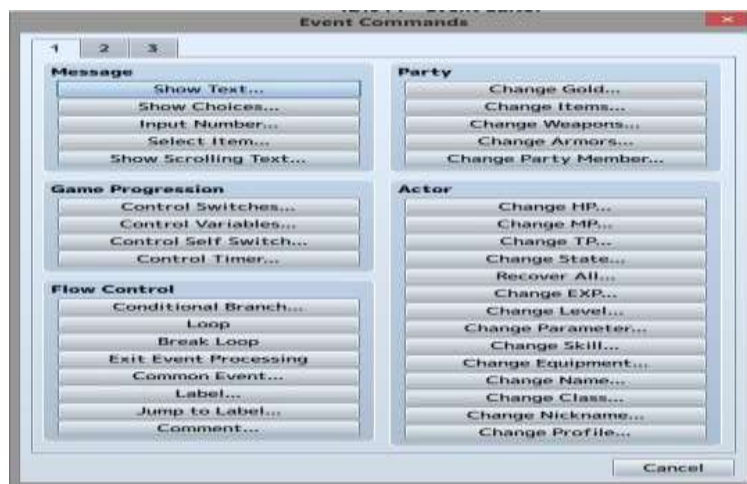 Event Commands
1 2 3
Message
Show Text...
Show Choices...
Input Number...
Select Item...
Show Scrolling Text...
Game Progression
Control Switches...
Control Variables...
Control Self Switch...
Control Timer...
Flow Control
Conditional Branch...
Loop
Break Loop
Exit Event Processing
Common Event...
Label...
Jump to Label...
Comment...
Party
Change Gold...
Change Items...
Change Weapons...
Change Armors...
Change Party Member...
Actor
Change HP...
Change MP...
Change TP...
Change State...
Recover All...
Change EXP...
Change Level...
Change Parameter...
Change Skill...
Change Equipment...
Change Name...
Change Class...
Change Nickname...
Change Profile...
Cancel